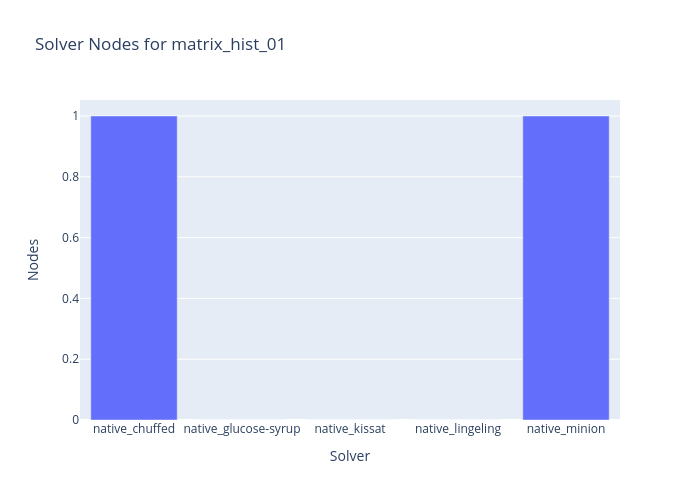 Solver Nodes for matrix_hist_01
1
0.8
0.6
0.4
0.2
0
Nodes
native_chuffed native_glucose-syrup native_kissat native_lingeling native_minion
Solver